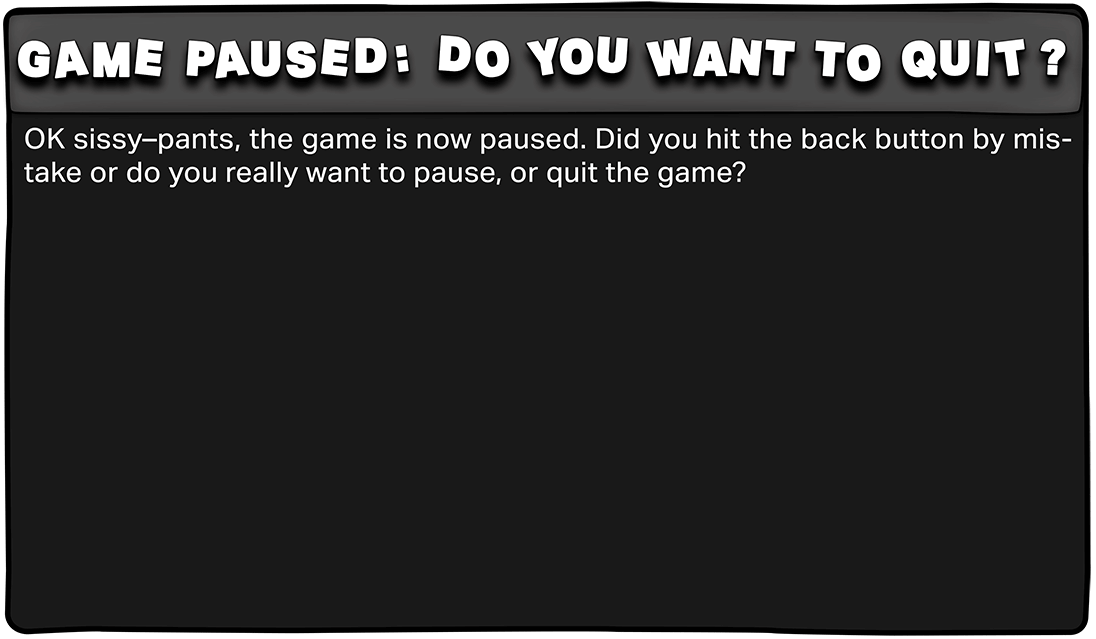 GAME PAUSED: DO YOU WANT TO QUIT ?
OK sissy–pants, the game is now paused. Did you hit the back button by mis-
take or do you really want to pause, or quit the game?